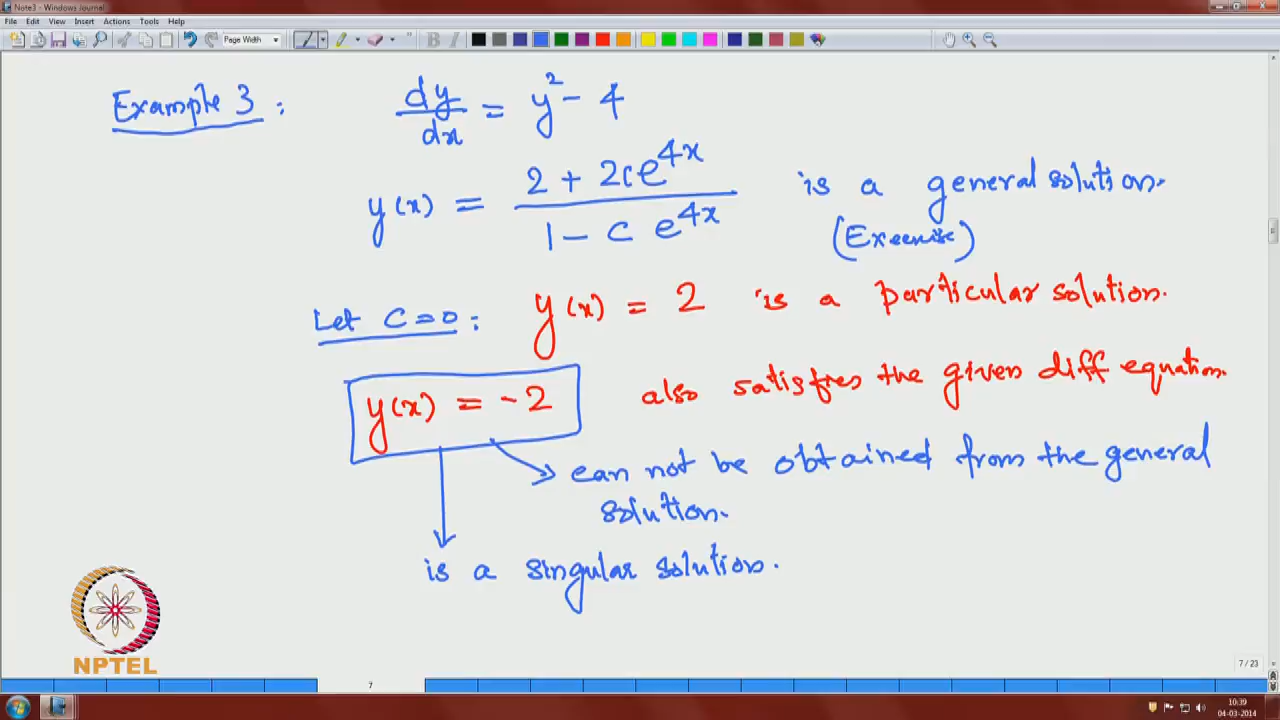 Note3 - Windows Journal
File Edit View Insert Actions Tools Help
Page Width
Example 3 : dy/dx = y² - 4
y(x) = (2 + 2ce^{4x}) / (1 - c e^{4x}) is a general solution.
(Exercise)
Let c=0 : y(x) = 2 is a particular solution.
y(x) = -2 also satisfies the given diff equation.
can not be obtained from the general
solution.
is a singular solution.
NPTEL
7 / 23
7
10:39
04-03-2014